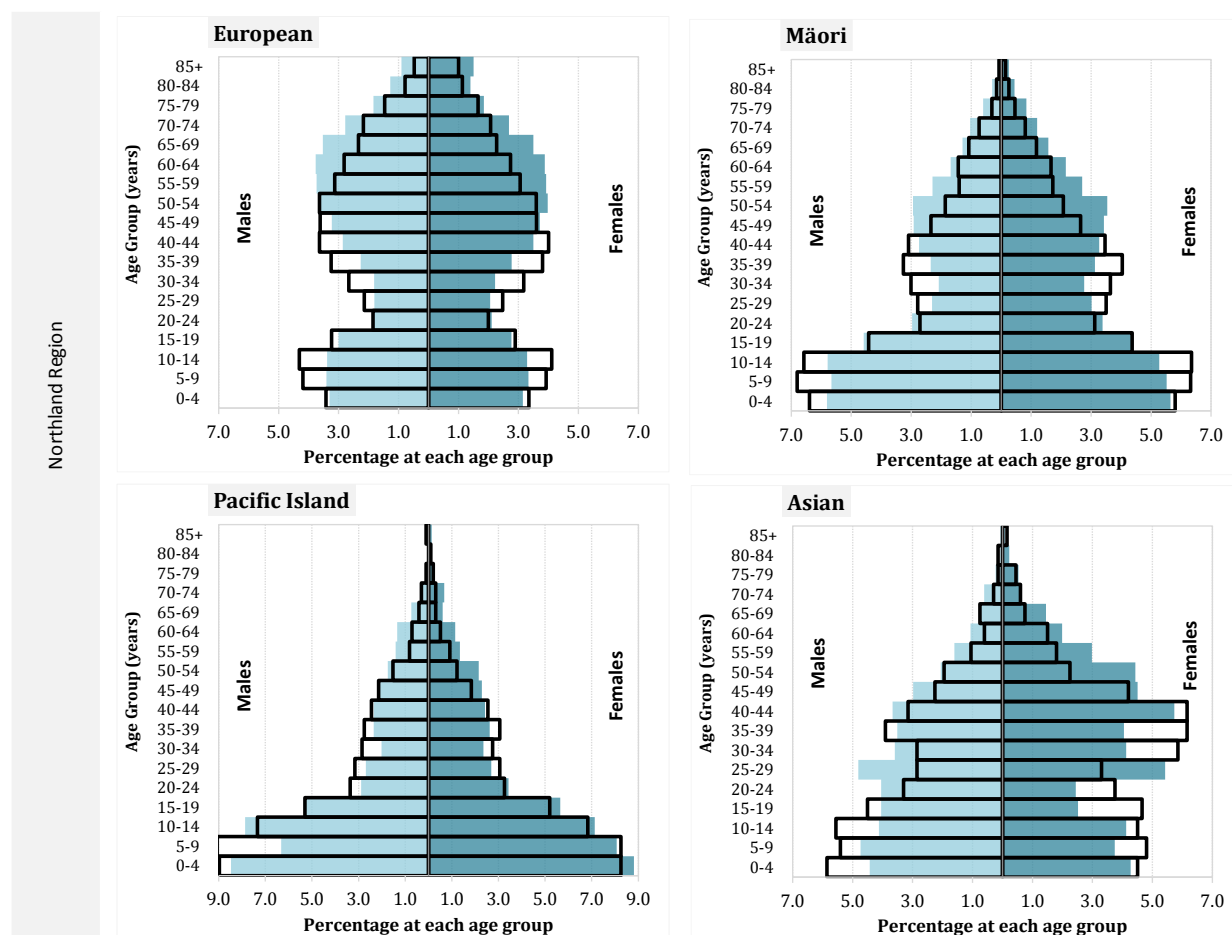 Northland Region
European
Age Group (years)
85+
80-84
75-79
70-74
65-69
60-64
55-59
50-54
45-49
40-44
35-39
30-34
25-29
20-24
15-19
10-14
5-9
0-4
Males
Females
7.0 5.0 3.0 1.0 1.0 3.0 5.0 7.0
Percentage at each age group
Mäori
Age Group (years)
85+
80-84
75-79
70-74
65-69
60-64
55-59
50-54
45-49
40-44
35-39
30-34
25-29
20-24
15-19
10-14
5-9
0-4
Males
Females
7.0 5.0 3.0 1.0 1.0 3.0 5.0 7.0
Percentage at each age group
Pacific Island
Age Group (years)
85+
80-84
75-79
70-74
65-69
60-64
55-59
50-54
45-49
40-44
35-39
30-34
25-29
20-24
15-19
10-14
5-9
0-4
Males
Females
9.0 7.0 5.0 3.0 1.0 1.0 3.0 5.0 7.0 9.0
Percentage at each age group
Asian
Age Group (years)
85+
80-84
75-79
70-74
65-69
60-64
55-59
50-54
45-49
40-44
35-39
30-34
25-29
20-24
15-19
10-14
5-9
0-4
Males
Females
7.0 5.0 3.0 1.0 1.0 3.0 5.0 7.0
Percentage at each age group